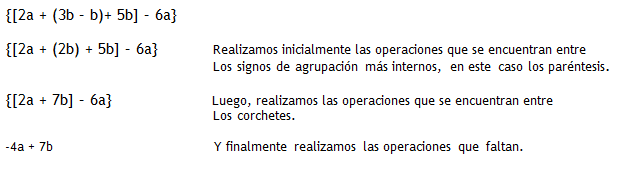 {[2a + (3b - b)+ 5b] - 6a}
{[2a + (2b) + 5b] - 6a} Realizamos inicialmente las operaciones que se encuentran entre
Los signos de agrupación más internos, en este caso los paréntesis.
{[2a + 7b] - 6a} Luego, realizamos las operaciones que se encuentran entre
Los corchetes.
-4a + 7b Y finalmente realizamos las operaciones que faltan.